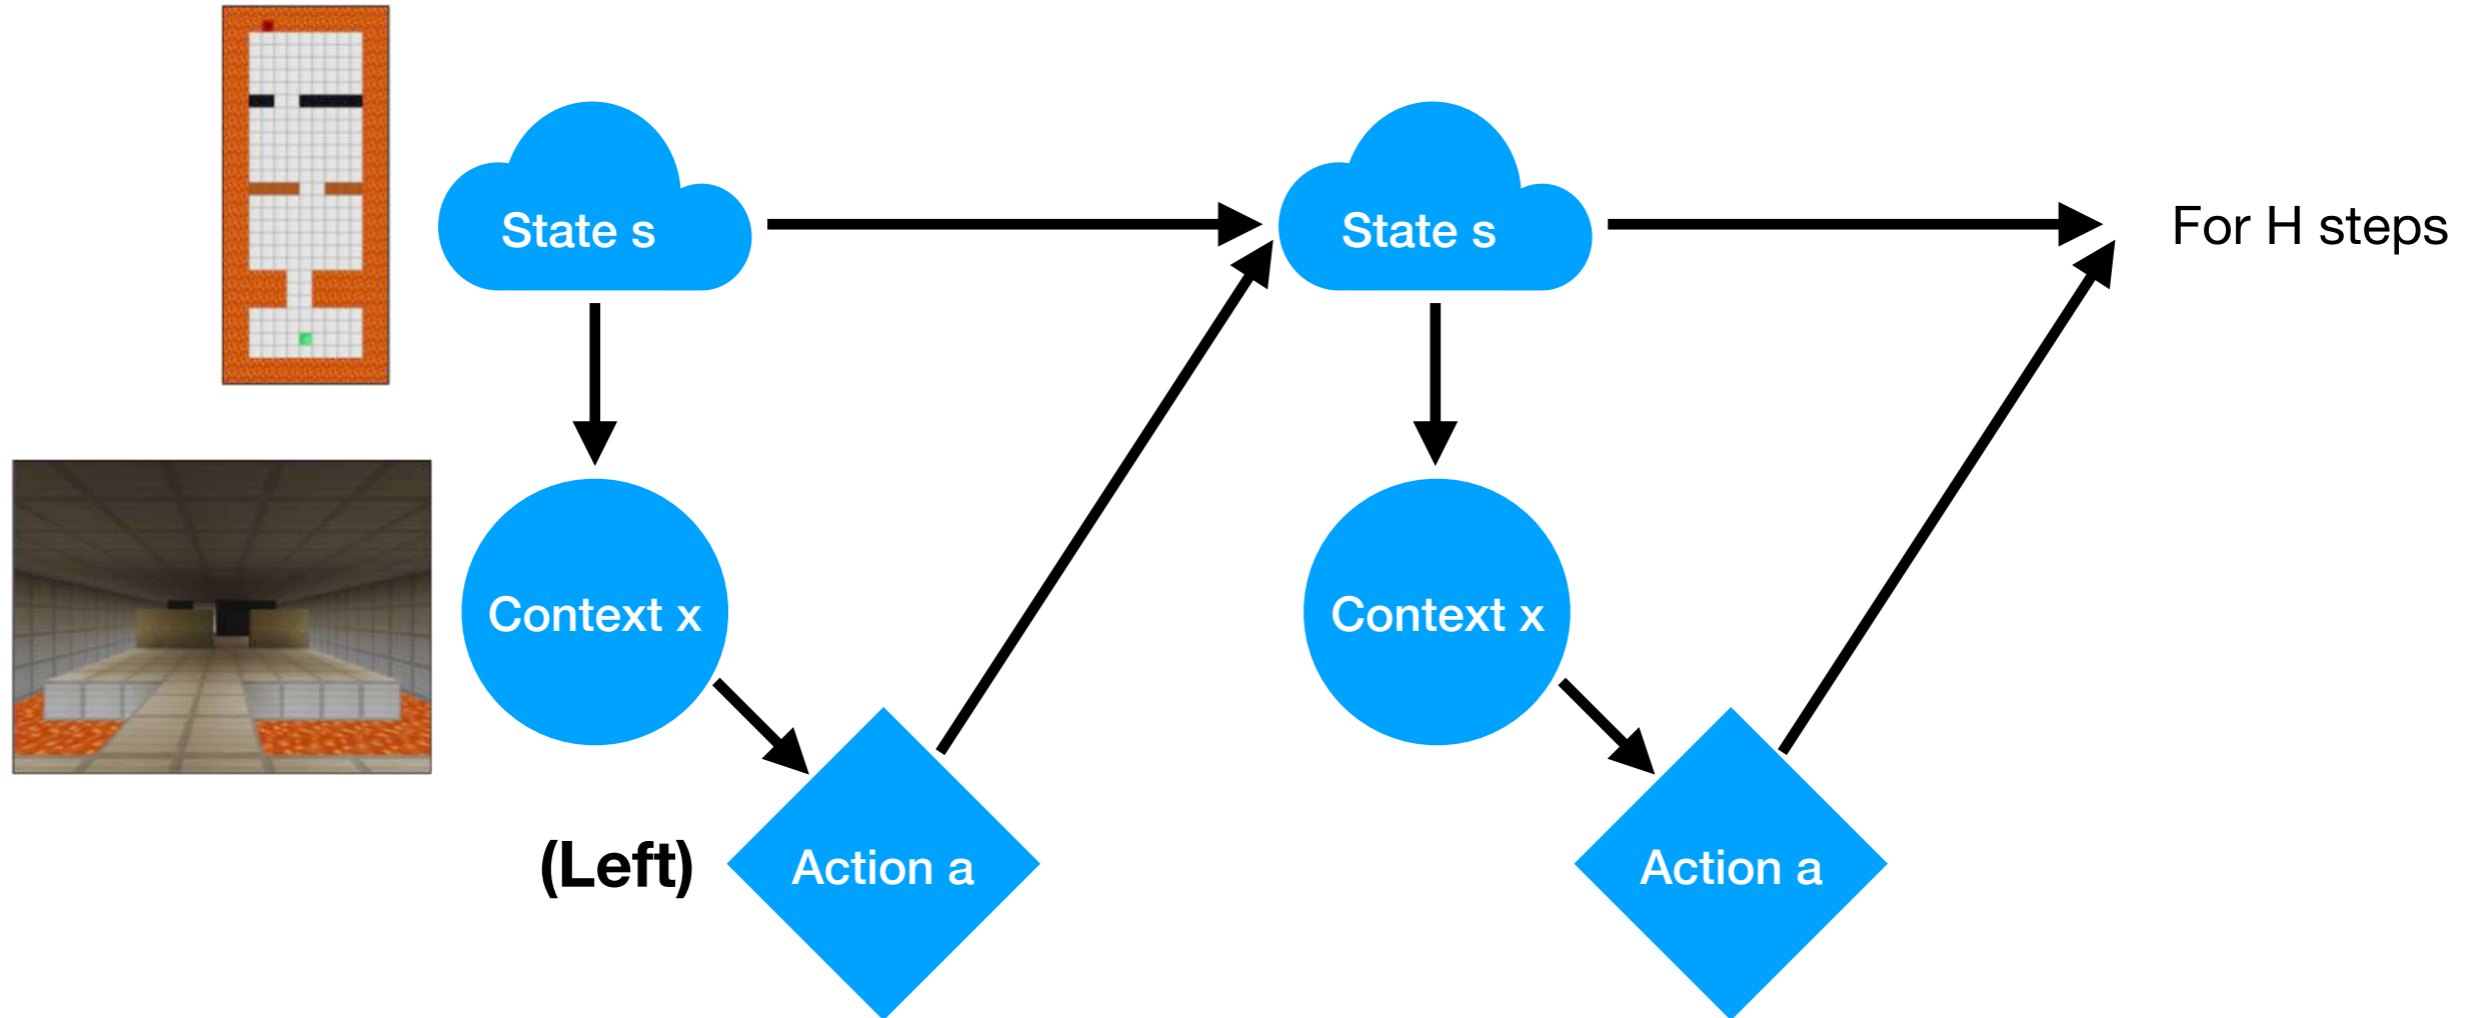 State s
State s
For H steps
Context x
Context x
(Left)
Action a
Action a